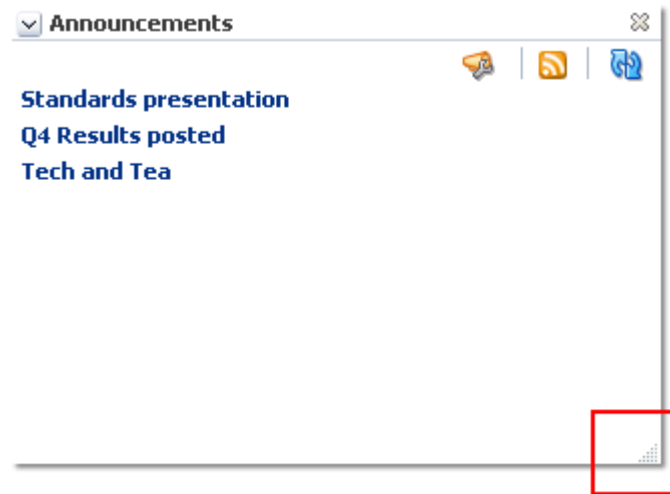 Announcements
Standards presentation
Q4 Results posted
Tech and Tea